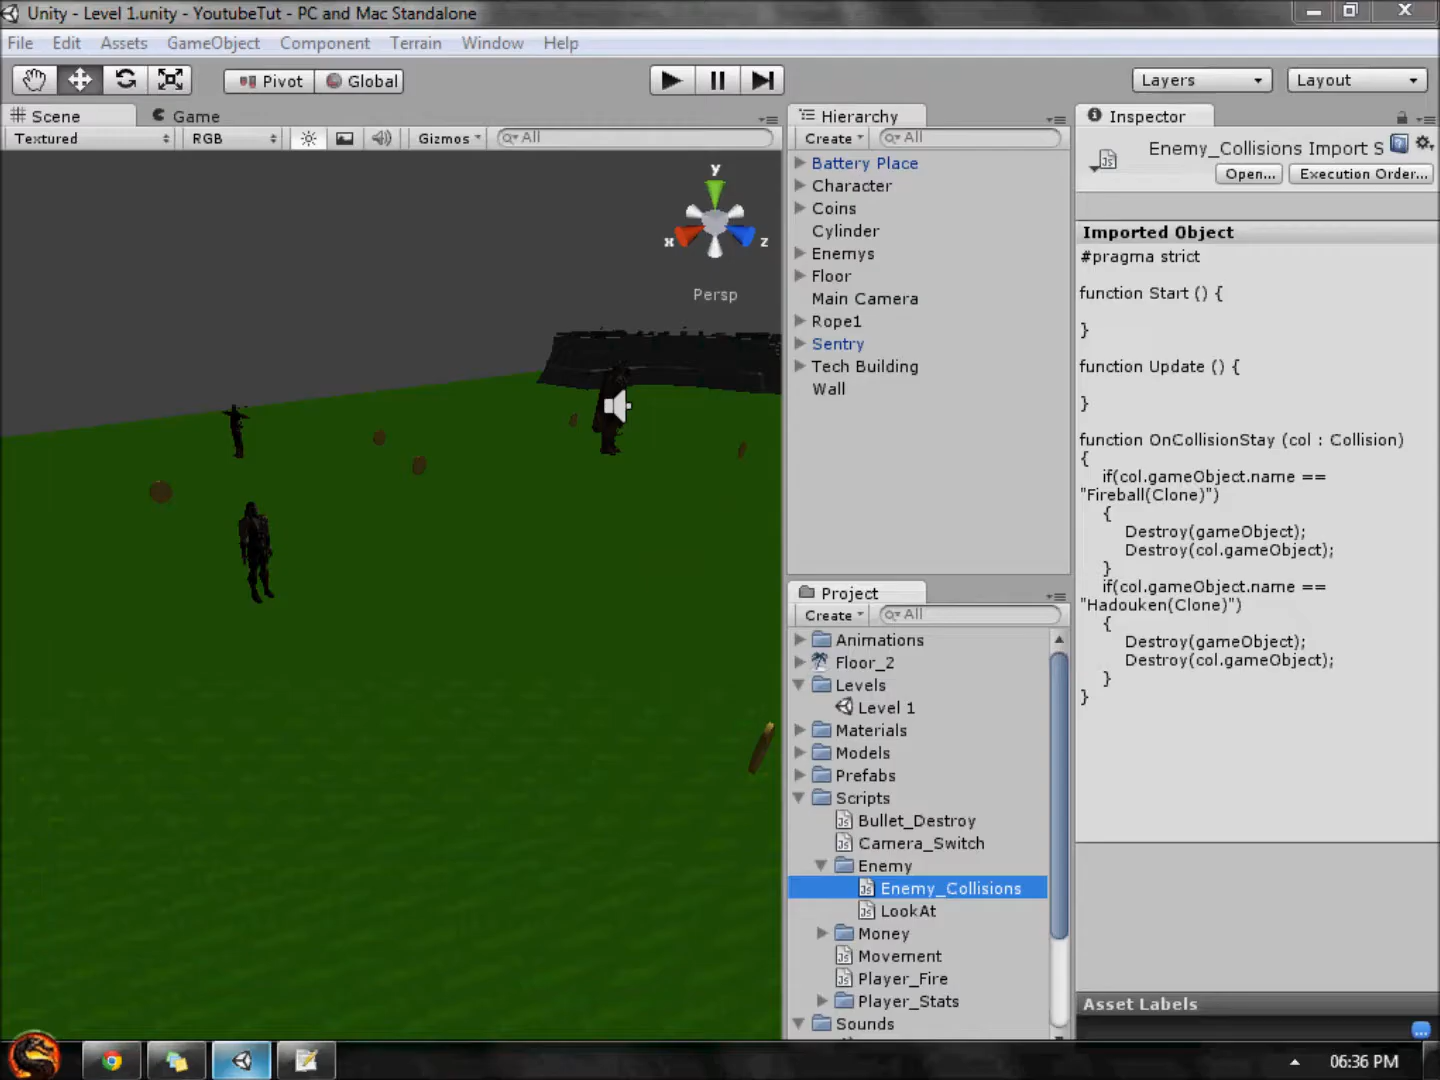 Unity - Level 1.unity - YoutubeTut - PC and Mac Standalone
File Edit Assets GameObject Component Terrain Window Help
Pivot Global Layers Layout
Scene Game
Textured RGB Gizmos All
y
x z
Persp
Hierarchy
Create All
Battery Place
Character
Coins
Cylinder
Enemys
Floor
Main Camera
Rope1
Sentry
Tech Building
Wall
Project
Create All
Animations
Floor_2
Levels
Level 1
Materials
Models
Prefabs
Scripts
Bullet_Destroy
Camera_Switch
Enemy
Enemy_Collisions
LookAt
Money
Movement
Player_Fire
Player_Stats
Sounds
Inspector
Enemy_Collisions Import S
Open... Execution Order...
Imported Object
#pragma strict
function Start () {
}
function Update () {
}
function OnCollisionStay (col : Collision)
{
if(col.gameObject.name ==
"Fireball(Clone)")
{
Destroy(gameObject);
Destroy(col.gameObject);
}
if(col.gameObject.name ==
"Hadouken(Clone)")
{
Destroy(gameObject);
Destroy(col.gameObject);
}
}
Asset Labels
06:36 PM